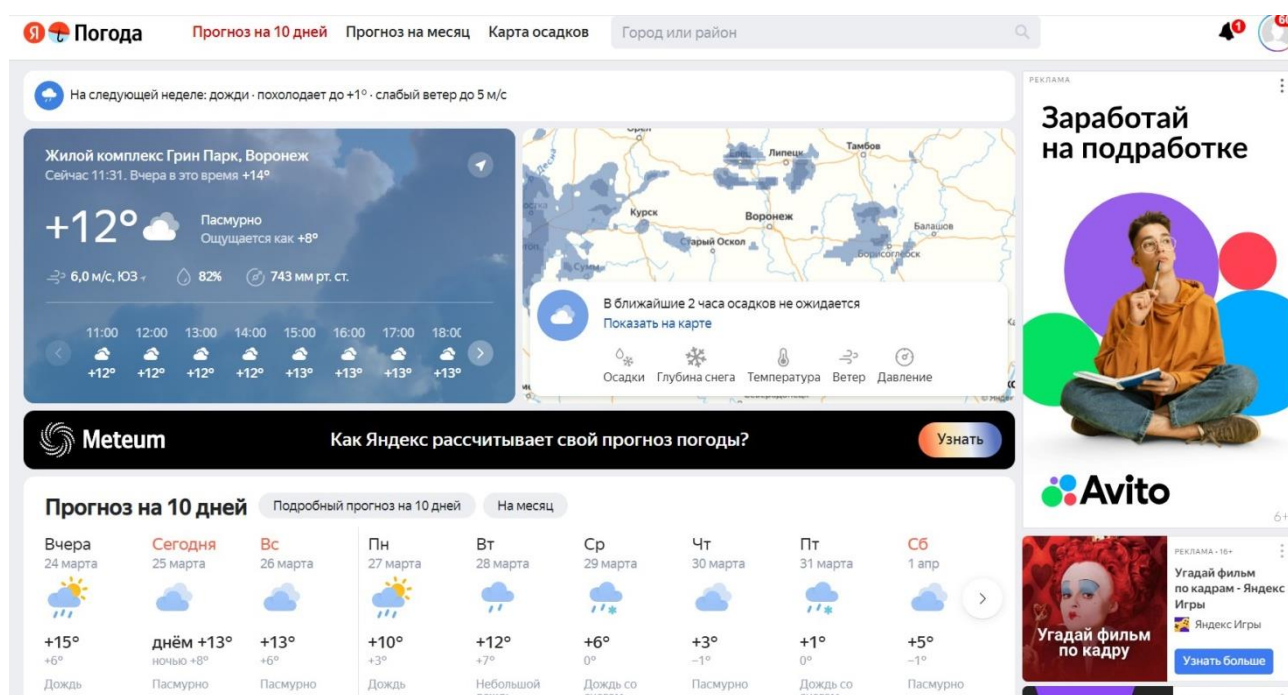 Я Погода
Прогноз на 10 дней Прогноз на месяц Карта осадков Город или район
1
60
На следующей неделе: дожди · похолодает до +1° · слабый ветер до 5 м/с
Жилой комплекс Грин Парк, Воронеж
Сейчас 11:31. Вчера в это время +14°
+12°
Пасмурно
Ощущается как +8°
6,0 м/с, ЮЗ 82% 743 мм рт. ст.
11:00 12:00 13:00 14:00 15:00 16:00 17:00 18:00
+12° +12° +12° +12° +13° +13° +13° +13°
Орел
Липецк
Тамбов
Курск
Воронеж
Балашов
Старый Оскол
Борисоглебск
Сумы
В ближайшие 2 часа осадков не ожидается
Показать на карте
Осадки Глубина снега Температура Ветер Давление
Meteum
Как Яндекс рассчитывает свой прогноз погоды?
Узнать
Прогноз на 10 дней Подробный прогноз на 10 дней На месяц
Вчера Сегодня Вс Пн Вт Ср Чт Пт Сб
24 марта 25 марта 26 марта 27 марта 28 марта 29 марта 30 марта 31 марта 1 апр
+15° днём +13° +13° +10° +12° +6° +3° +1° +5°
+6° ночью +8° +6° +3° +7° 0° −1° 0° −1°
Дождь Пасмурно Пасмурно Дождь Небольшой Дождь со Пасмурно Дождь со Пасмурно
РЕКЛАМА
Заработай
на подработке
Avito
6+
Угадай фильм
по кадру
РЕКЛАМА • 16+
Угадай фильм
по кадрам - Яндекс
Игры
Яндекс Игры
Узнать больше